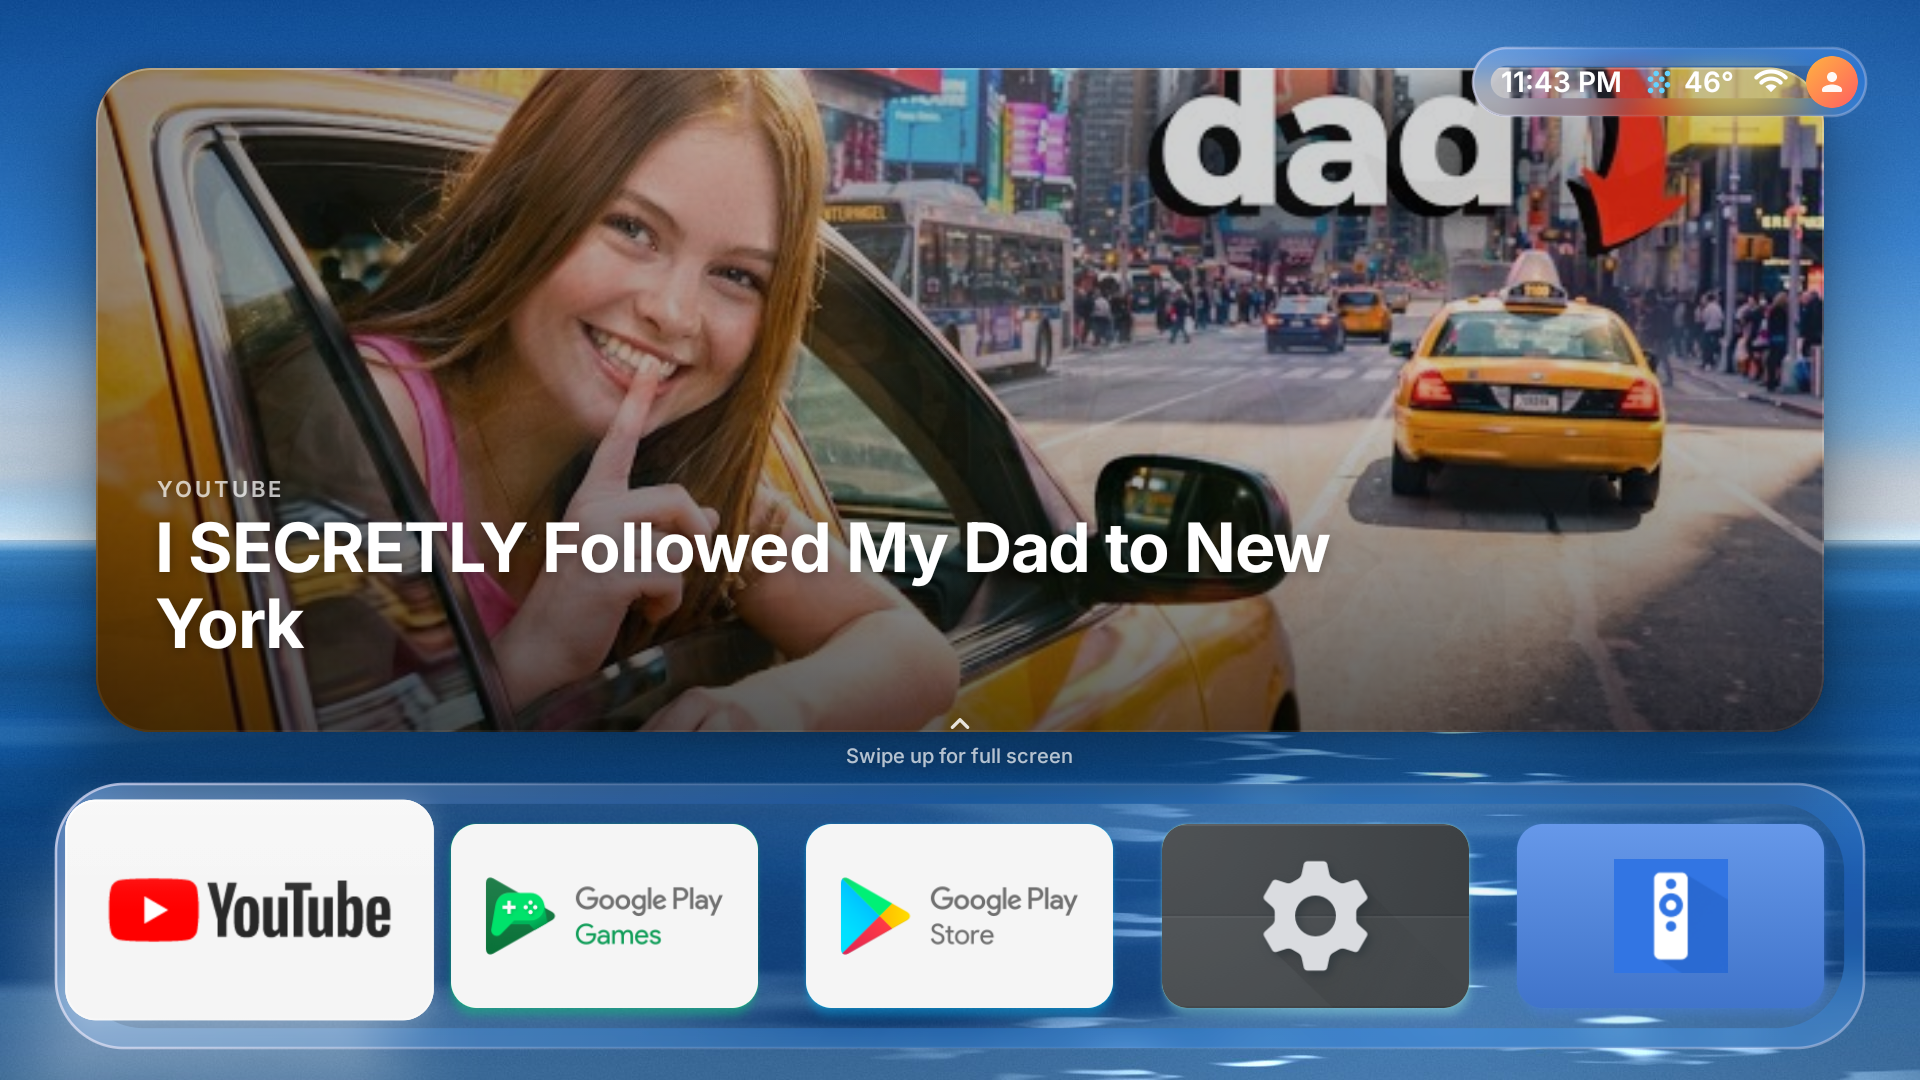 11:43 PM 46°
dad
YOUTUBE
I SECRETLY Followed My Dad to New
York
Swipe up for full screen
YouTube
Google Play
Games
Google Play
Store